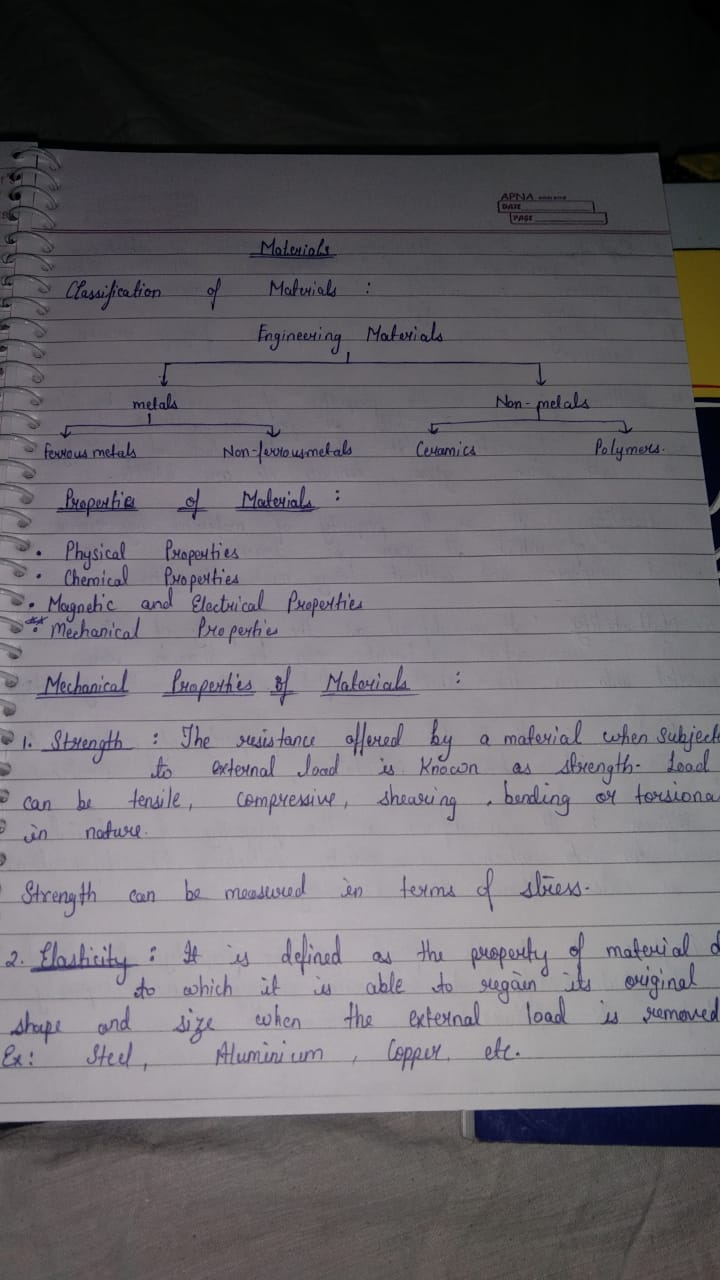 APNA
DATE
PAGE
Materials
Classification of Materials :
Engineering Materials
metals Non-metals
Ferrous metals Non-ferrous metals Ceramics Polymers.
Properties of Materials :
• Physical Properties
• Chemical Properties
• Magnetic and Electrical Properties
** • Mechanical Properties
Mechanical Properties of Materials :
1. Strength : The resistance offered by a material when subject
to external load is known as strength. Load
can be tensile, compressive, shearing, bending or torsiona
in nature.
Strength can be measured in terms of stress.
2. Elasticity : It is defined as the property of material d
to which it is able to regain its original
shape and size when the external load is removed
Ex: Steel, Aluminium, Copper, etc.